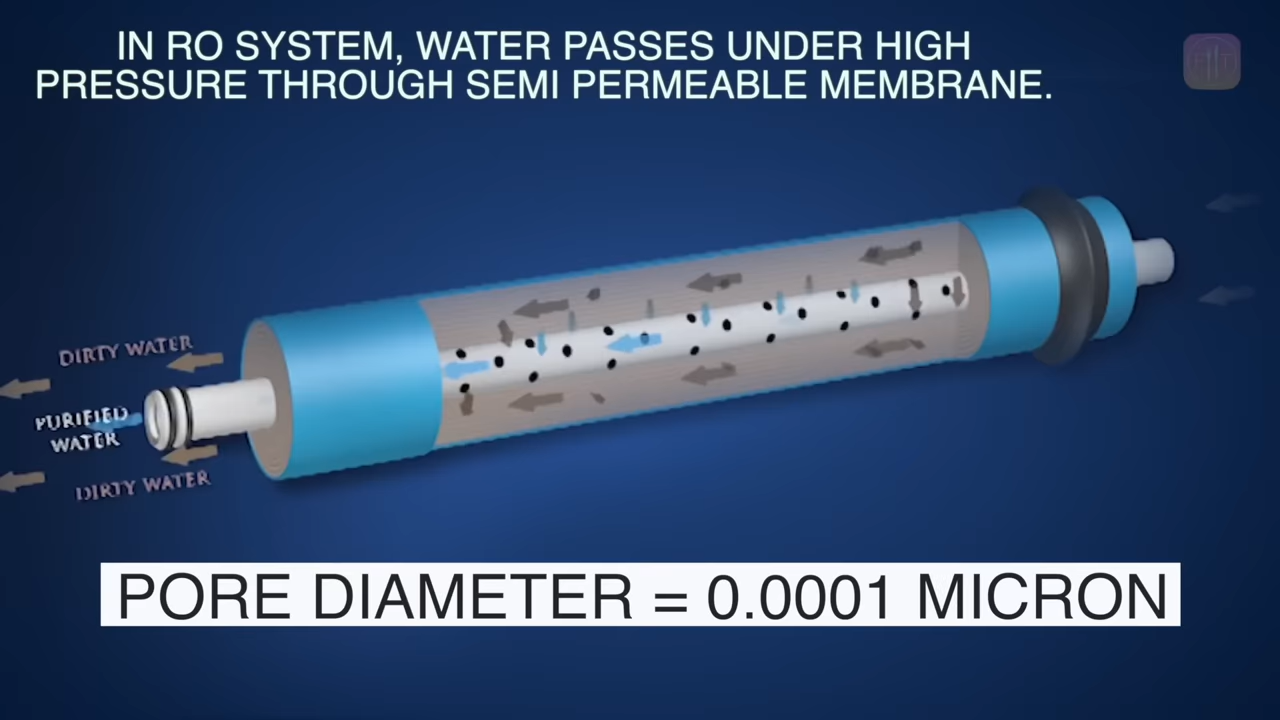 IN RO SYSTEM, WATER PASSES UNDER HIGH
PRESSURE THROUGH SEMI PERMEABLE MEMBRANE.
DIRTY WATER
PURIFIED
WATER
DIRTY WATER
PORE DIAMETER = 0.0001 MICRON